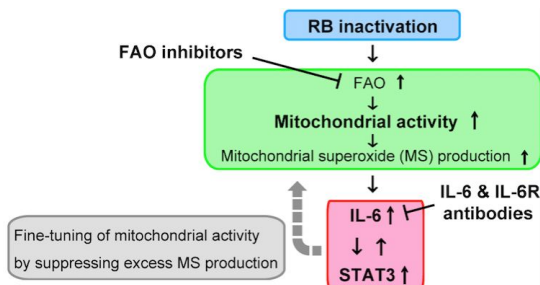 RB inactivation
FAO inhibitors
FAO ↑
Mitochondrial activity ↑
Mitochondrial superoxide (MS) production ↑
IL-6 & IL-6R
antibodies
IL-6 ↑
Fine-tuning of mitochondrial activity
by suppressing excess MS production
STAT3 ↑